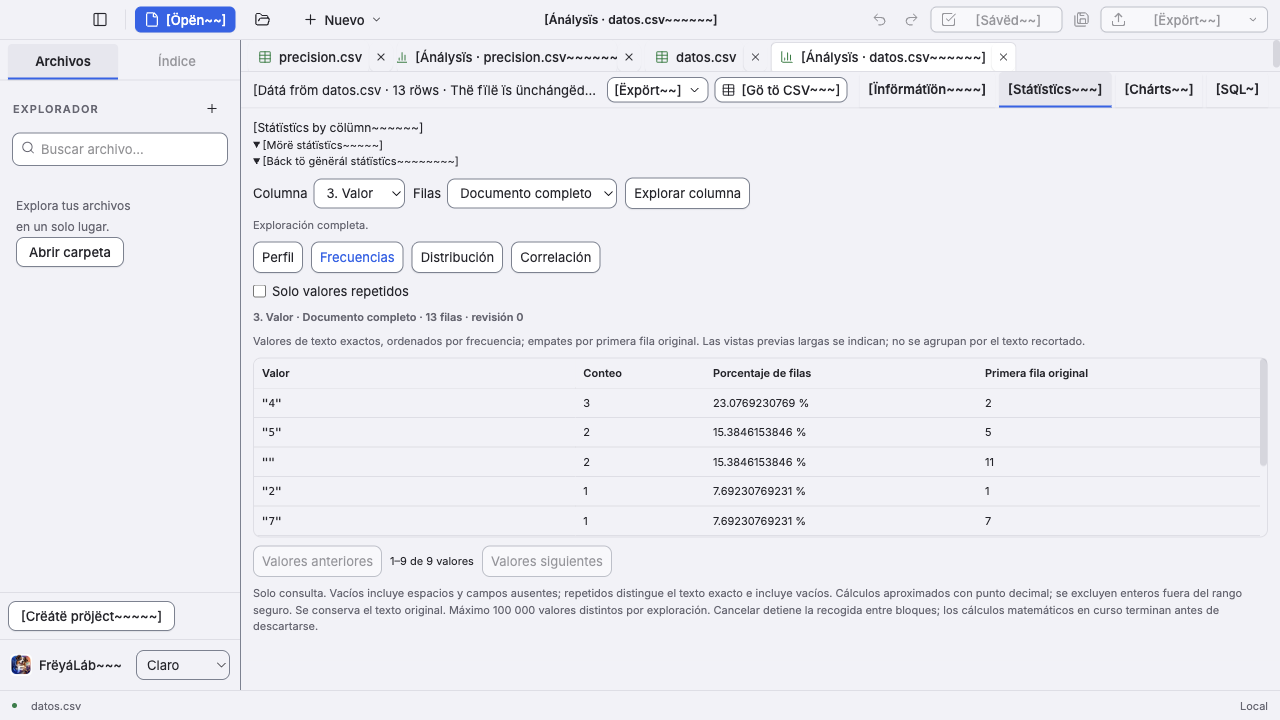 [Öpën~~]
Nuevo
[Ánálysïs · datos.csv~~~~~~]
[Sávëd~~]
[Ëxpört~~]
Archivos
Índice
precision.csv
[Ánálysïs · precision.csv~~~~~~
datos.csv
[Ánálysïs · datos.csv~~~~~~]
EXPLORADOR
Buscar archivo...
Explora tus archivos
en un solo lugar.
Abrir carpeta
[Dátá fröm datos.csv · 13 röws · Thë fïlë ïs ünchángëd...
[Ëxpört~~]
[Gö tö CSV~~~]
[Ïnförmátïön~~~~]
[Státïstïcs~~~]
[Chárts~~]
[SQL~]
[Státïstïcs by cölümn~~~~~~]
[Mörë státïstïcs~~~~~]
[Báck tö gënërál státïstïcs~~~~~~~~]
Columna
3. Valor
Filas
Documento completo
Explorar columna
Exploración completa.
Perfil
Frecuencias
Distribución
Correlación
Solo valores repetidos
3. Valor · Documento completo · 13 filas · revisión 0
Valores de texto exactos, ordenados por frecuencia; empates por primera fila original. Las vistas previas largas se indican; no se agrupan por el texto recortado.
Valor Conteo Porcentaje de filas Primera fila original
"4" 3 23.0769230769 % 2
"5" 2 15.3846153846 % 5
"" 2 15.3846153846 % 11
"2" 1 7.69230769231 % 1
"7" 1 7.69230769231 % 7
Valores anteriores
1–9 de 9 valores
Valores siguientes
Solo consulta. Vacíos incluye espacios y campos ausentes; repetidos distingue el texto exacto e incluye vacíos. Cálculos aproximados con punto decimal; se excluyen enteros fuera del rango
seguro. Se conserva el texto original. Máximo 100 000 valores distintos por exploración. Cancelar detiene la recogida entre bloques; los cálculos matemáticos en curso terminan antes de
descartarse.
[Crëátë pröjëct~~~~~]
FrëyáLáb~~~
Claro
datos.csv
Local